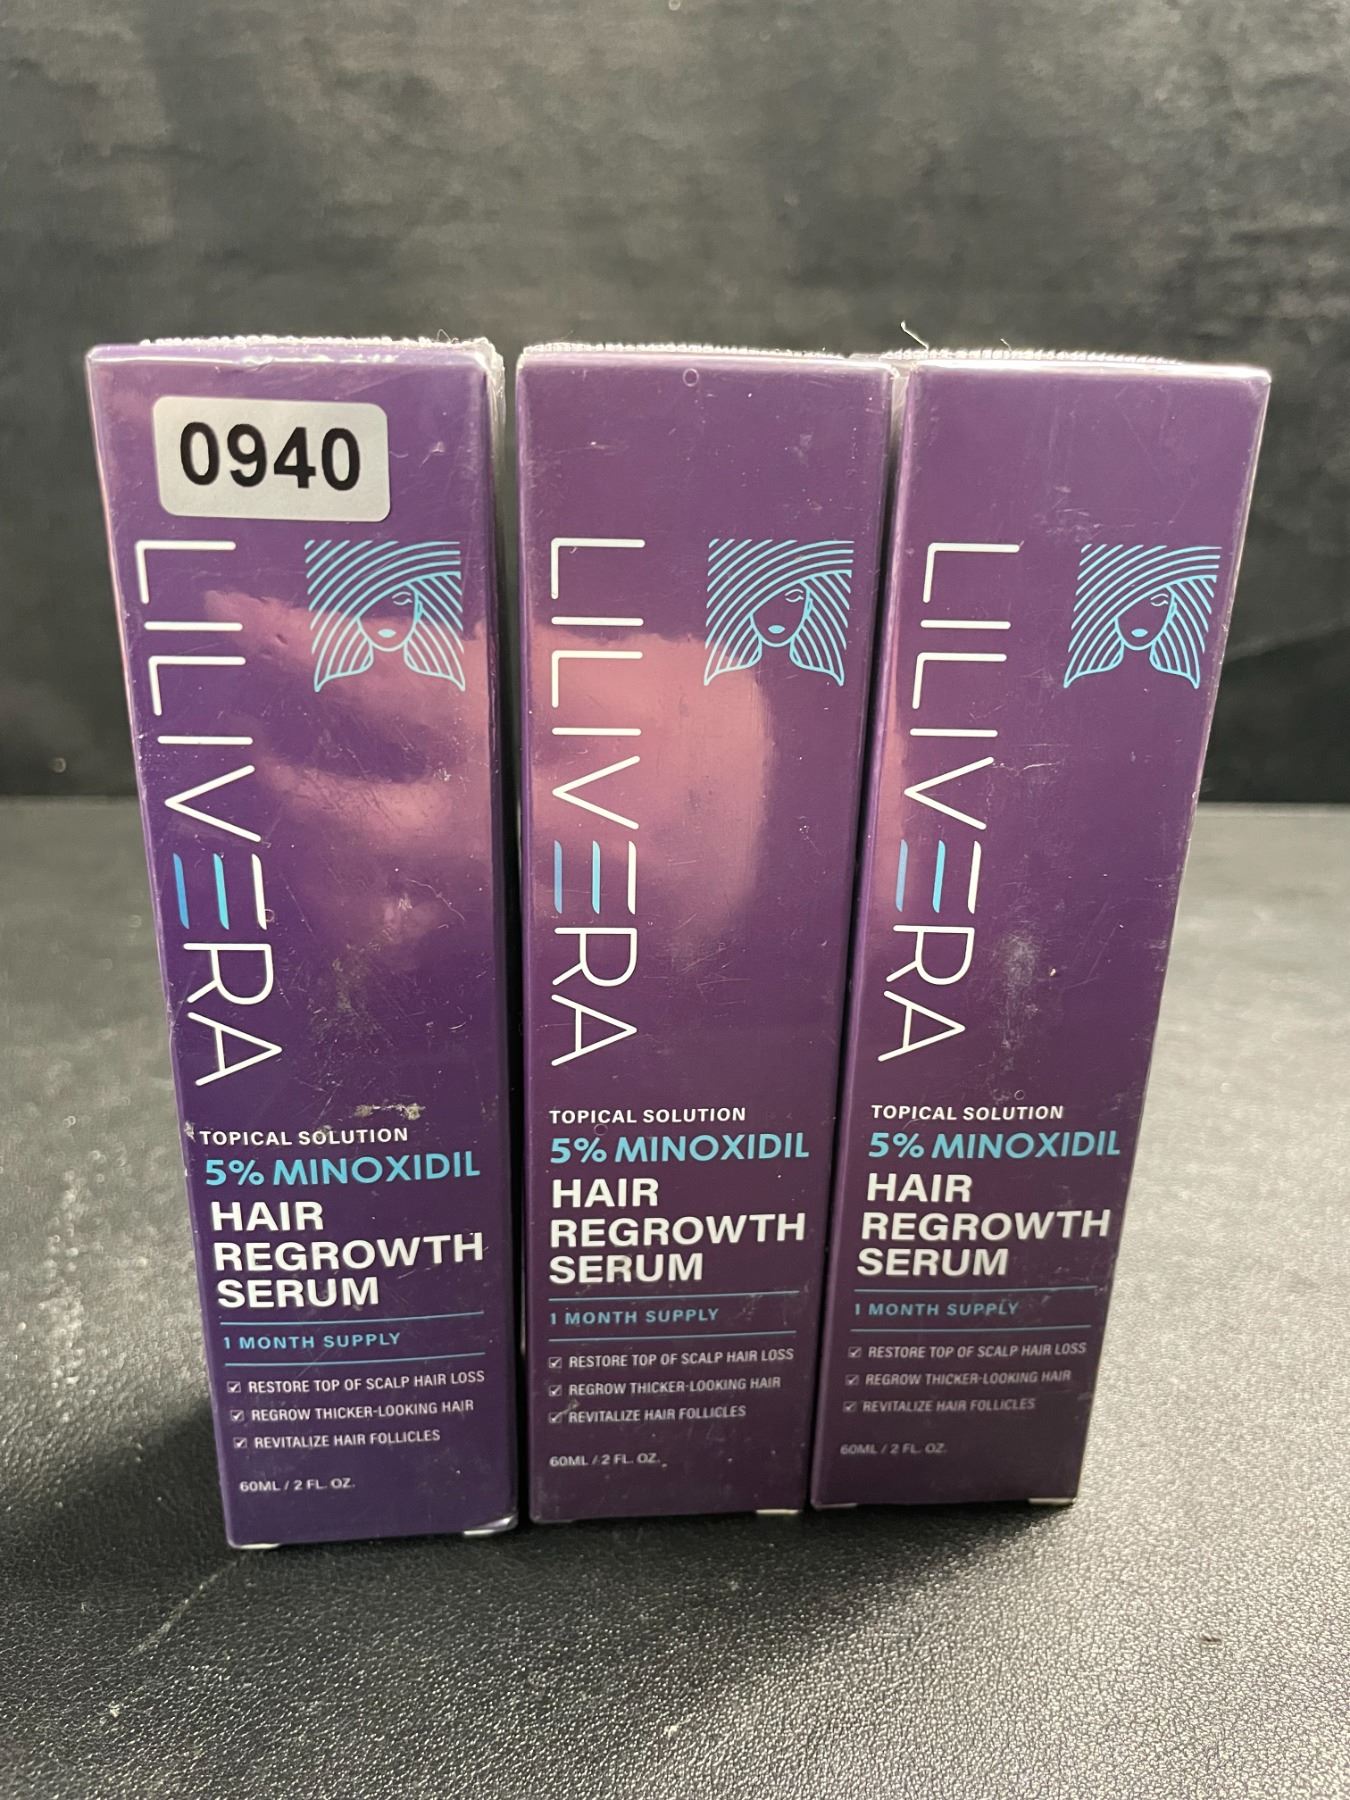 0940
LILIVERA
TOPICAL SOLUTION
5% MINOXIDIL
HAIR
REGROWTH
SERUM
1 MONTH SUPPLY
RESTORE TOP OF SCALP HAIR LOSS
REGROW THICKER-LOOKING HAIR
REVITALIZE HAIR FOLLICLES
60ML / 2 FL. OZ.
LILIVERA
TOPICAL SOLUTION
5% MINOXIDIL
HAIR
REGROWTH
SERUM
1 MONTH SUPPLY
RESTORE TOP OF SCALP HAIR LOSS
REGROW THICKER-LOOKING HAIR
REVITALIZE HAIR FOLLICLES
60ML / 2 FL. OZ.
LILIVERA
TOPICAL SOLUTION
5% MINOXIDIL
HAIR
REGROWTH
SERUM
1 MONTH SUPPLY
RESTORE TOP OF SCALP HAIR LOSS
REGROW THICKER-LOOKING HAIR
REVITALIZE HAIR FOLLICLES
60ML / 2 FL. OZ.